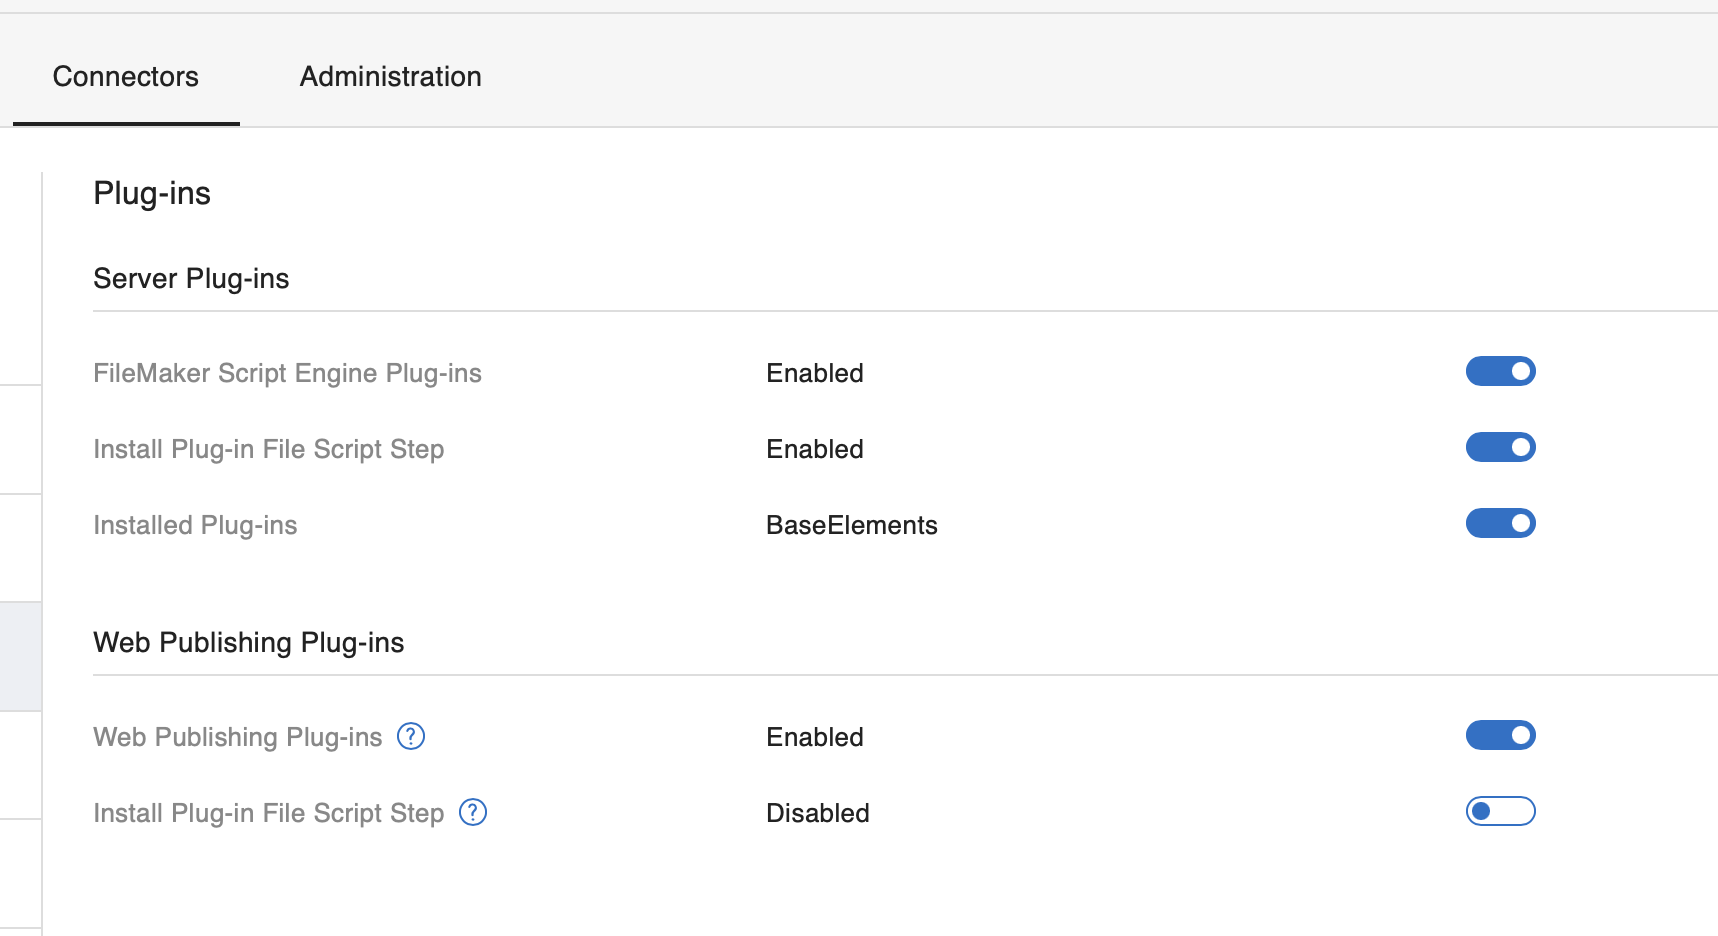 Connectors Administration
Plug-ins
Server Plug-ins
FileMaker Script Engine Plug-ins Enabled
Install Plug-in File Script Step Enabled
Installed Plug-ins BaseElements
Web Publishing Plug-ins
Web Publishing Plug-ins ? Enabled
Install Plug-in File Script Step ? Disabled